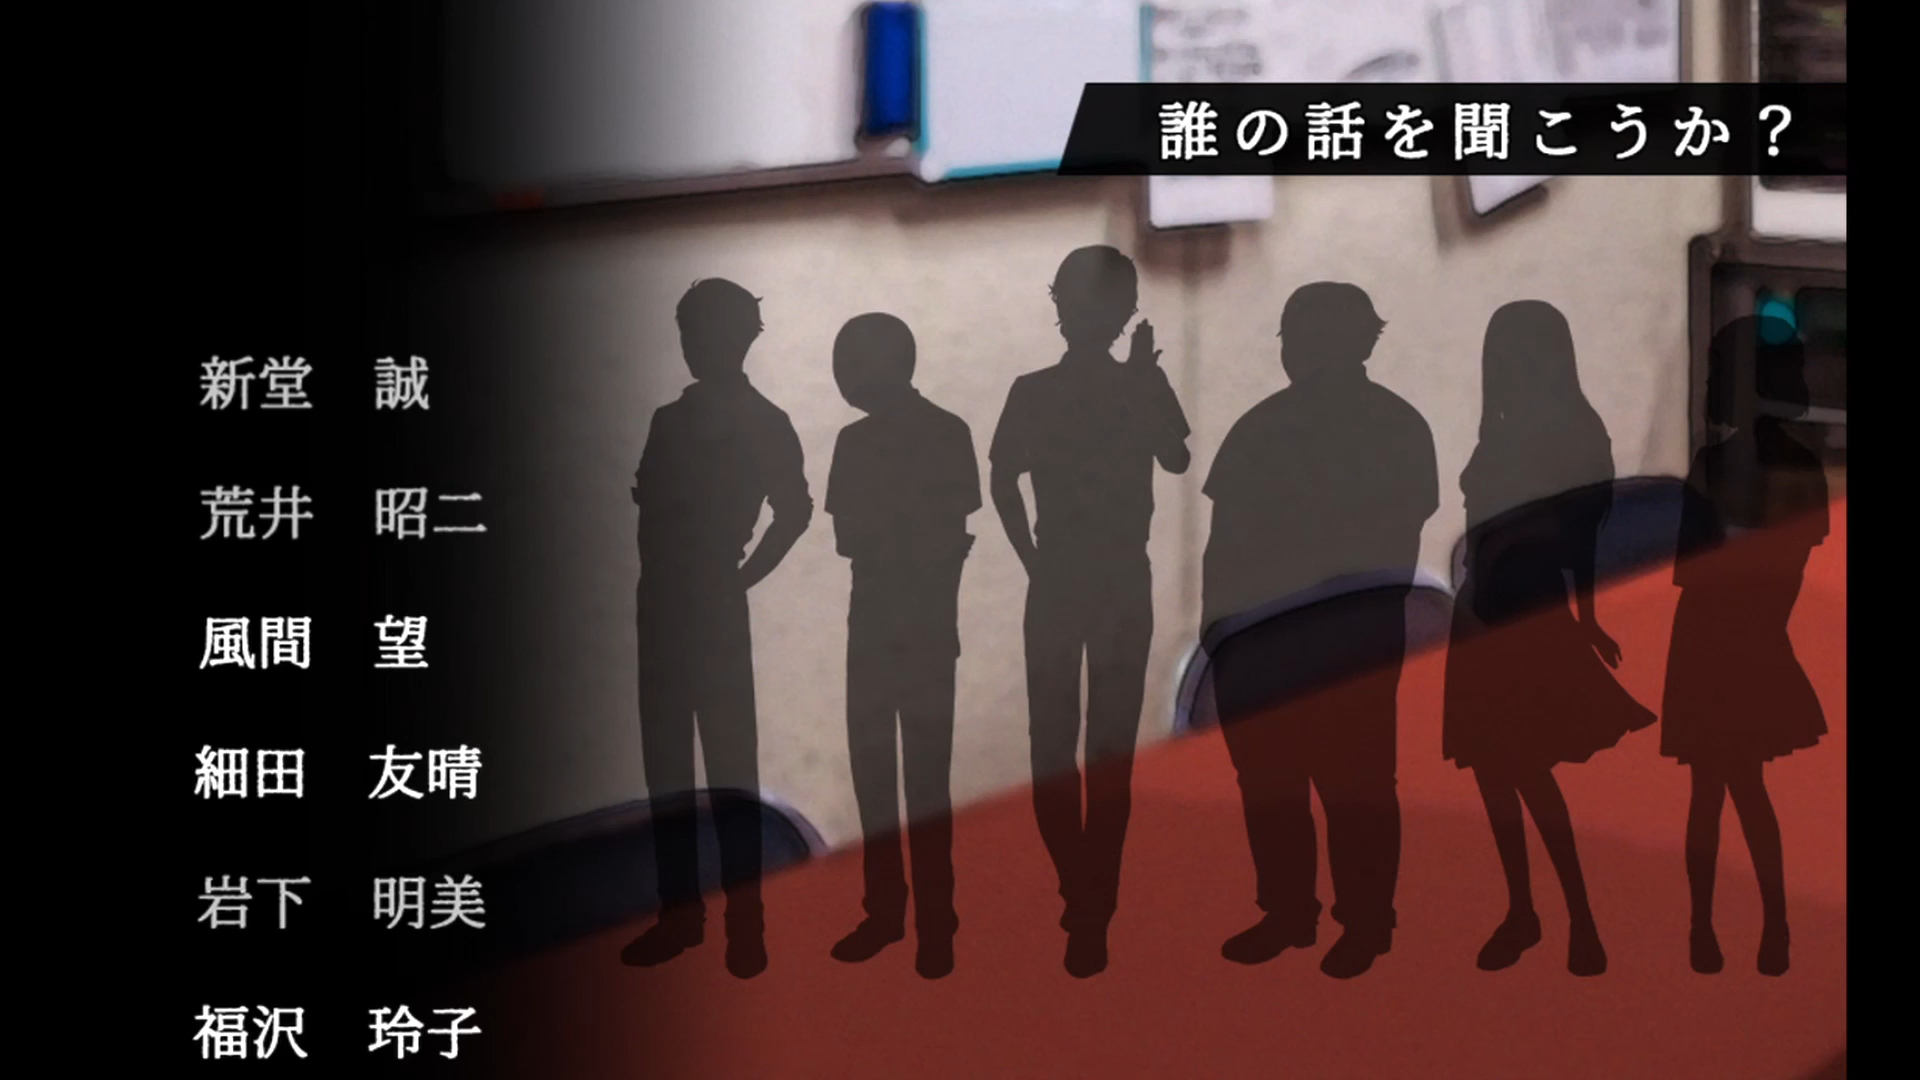 誰の話を聞こうか？
新堂　誠
荒井　昭二
風間　望
細田　友晴
岩下　明美
福沢　玲子